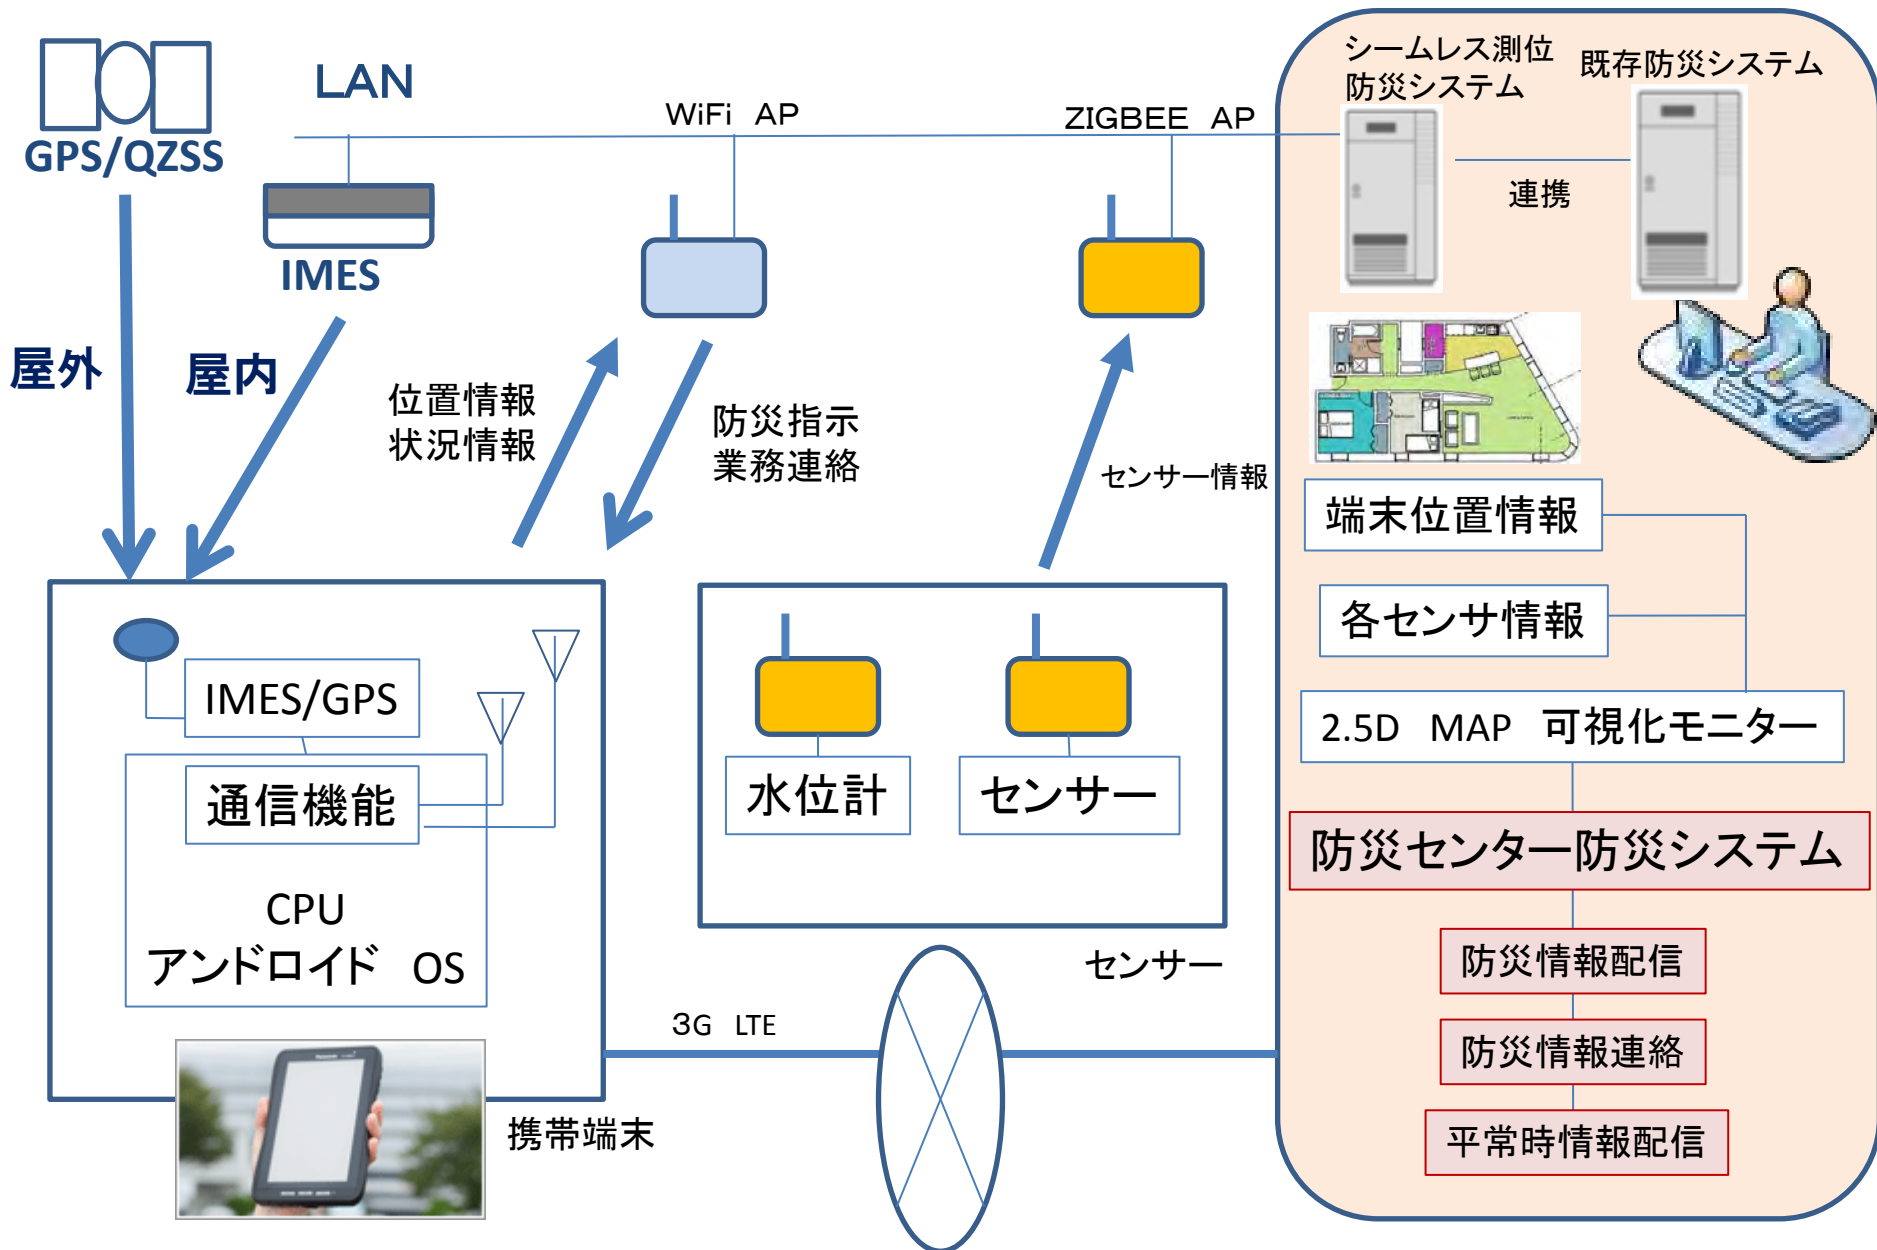 GPS/QZSS
LAN
WiFi AP
ZIGBEE AP
シームレス測位
防災システム
既存防災システム
連携
IMES
屋外
屋内
位置情報
状況情報
防災指示
業務連絡
センサー情報
端末位置情報
各センサ情報
2.5D MAP 可視化モニター
防災センター防災システム
防災情報配信
防災情報連絡
平常時情報配信
IMES/GPS
通信機能
CPU
アンドロイド OS
水位計
センサー
センサー
3G LTE
携帯端末